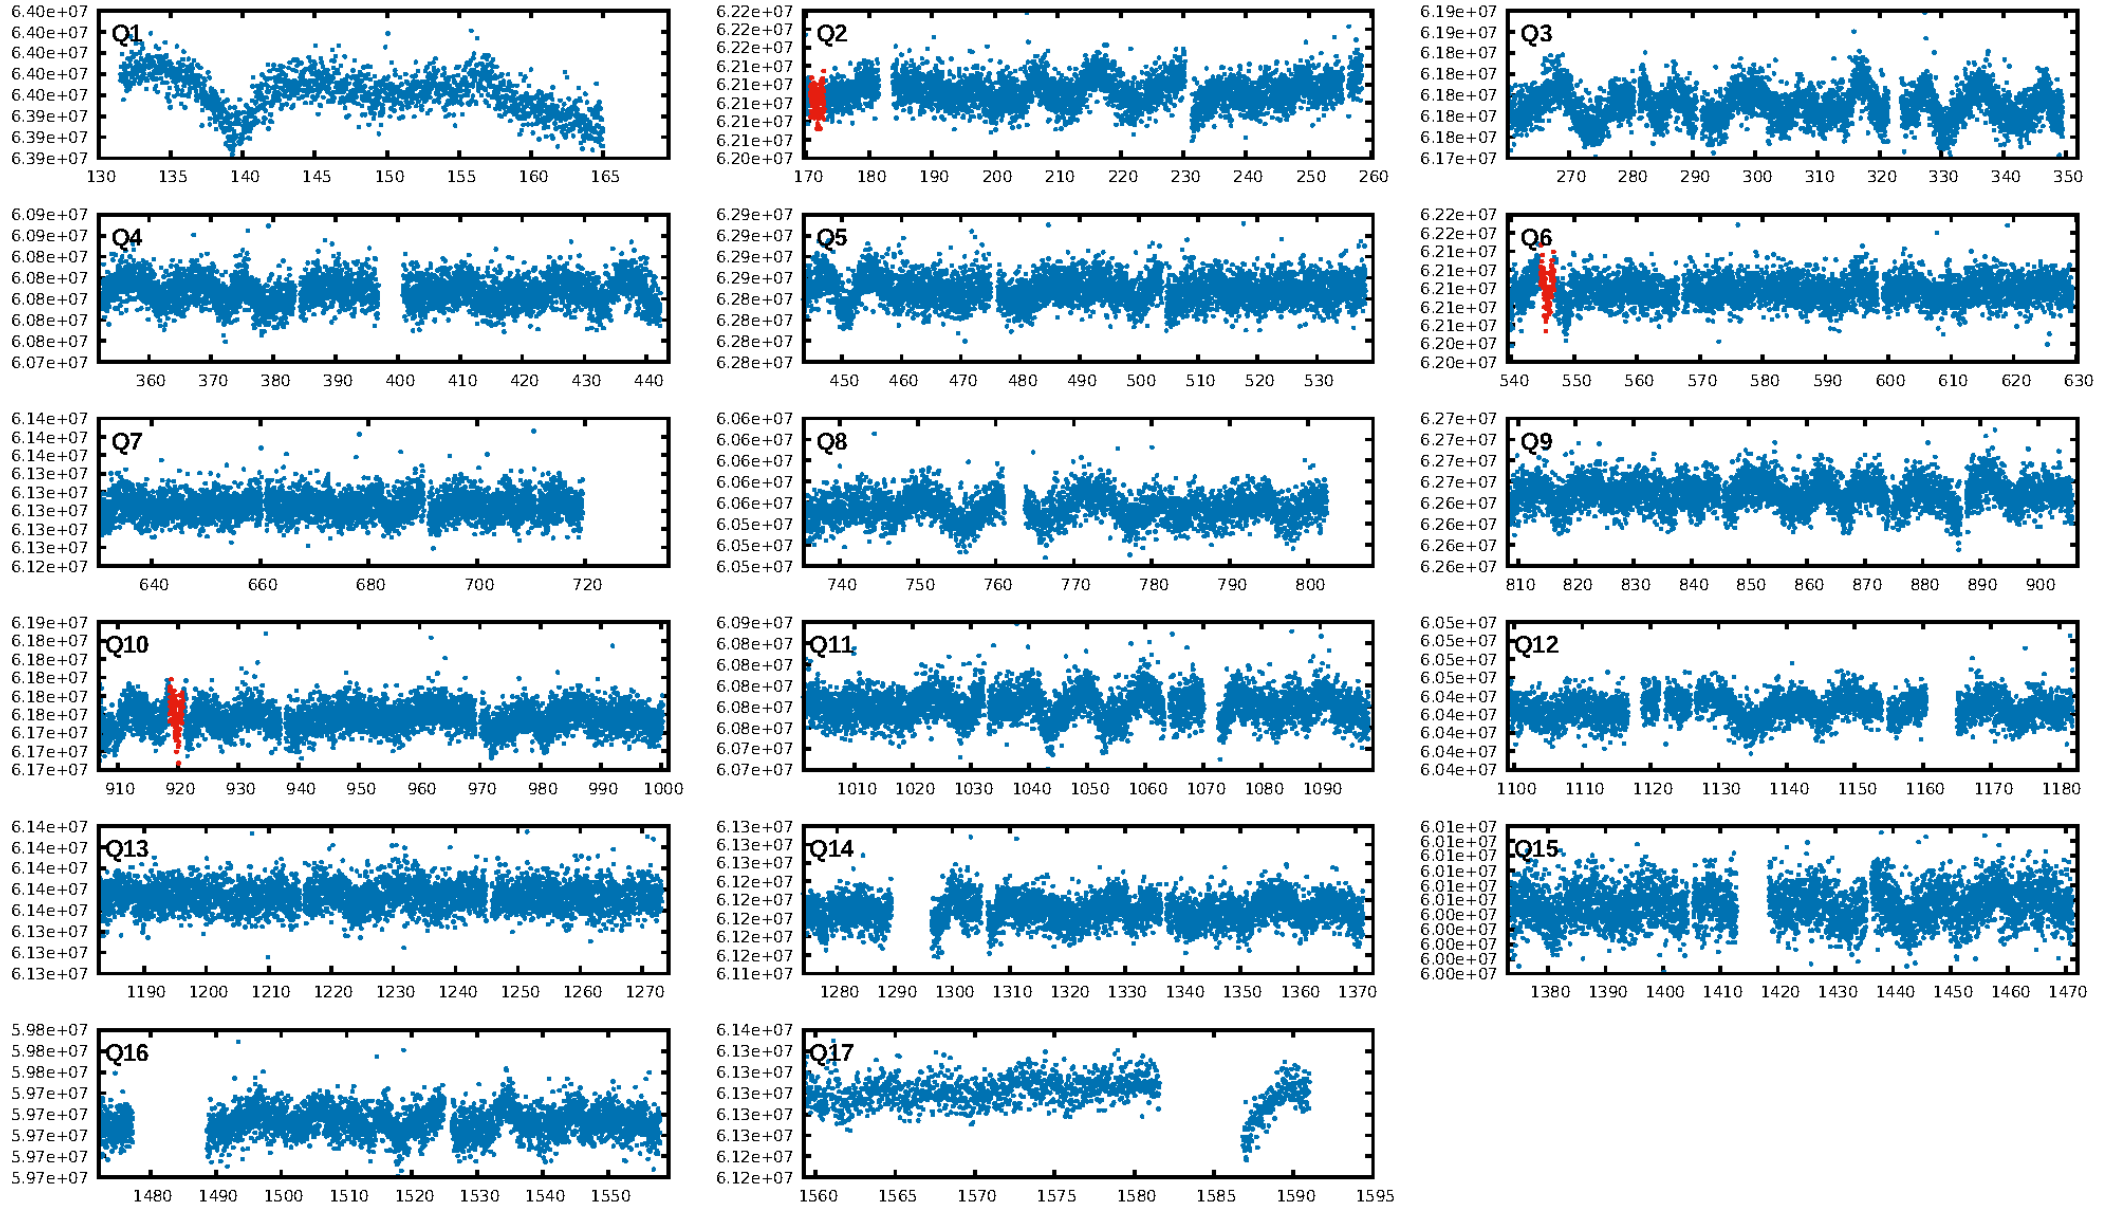 Q1
6.40e+07
6.40e+07
6.40e+07
6.40e+07
6.40e+07
6.39e+07
6.39e+07
6.39e+07
130 135 140 145 150 155 160 165
Q2
6.22e+07
6.22e+07
6.22e+07
6.21e+07
6.21e+07
6.21e+07
6.21e+07
6.21e+07
6.20e+07
170 180 190 200 210 220 230 240 250 260
Q3
6.19e+07
6.19e+07
6.18e+07
6.18e+07
6.18e+07
6.18e+07
6.18e+07
6.17e+07
270 280 290 300 310 320 330 340 350
Q4
6.09e+07
6.09e+07
6.08e+07
6.08e+07
6.08e+07
6.08e+07
6.08e+07
6.07e+07
360 370 380 390 400 410 420 430 440
Q5
6.29e+07
6.29e+07
6.29e+07
6.29e+07
6.28e+07
6.28e+07
6.28e+07
6.28e+07
450 460 470 480 490 500 510 520 530
Q6
6.22e+07
6.22e+07
6.21e+07
6.21e+07
6.21e+07
6.21e+07
6.21e+07
6.20e+07
6.20e+07
540 550 560 570 580 590 600 610 620 630
Q7
6.14e+07
6.14e+07
6.14e+07
6.13e+07
6.13e+07
6.13e+07
6.13e+07
6.13e+07
6.12e+07
640 660 680 700 720
Q8
6.06e+07
6.06e+07
6.06e+07
6.06e+07
6.06e+07
6.05e+07
6.05e+07
6.05e+07
740 750 760 770 780 790 800
Q9
6.27e+07
6.27e+07
6.27e+07
6.27e+07
6.26e+07
6.26e+07
6.26e+07
6.26e+07
810 820 830 840 850 860 870 880 890 900
Q10
6.19e+07
6.18e+07
6.18e+07
6.18e+07
6.18e+07
6.18e+07
6.17e+07
6.17e+07
6.17e+07
910 920 930 940 950 960 970 980 990 1000
Q11
6.09e+07
6.08e+07
6.08e+07
6.08e+07
6.08e+07
6.08e+07
6.07e+07
6.07e+07
1010 1020 1030 1040 1050 1060 1070 1080 1090
Q12
6.05e+07
6.05e+07
6.05e+07
6.05e+07
6.04e+07
6.04e+07
6.04e+07
6.04e+07
6.04e+07
1100 1110 1120 1130 1140 1150 1160 1170 1180
Q13
6.14e+07
6.14e+07
6.14e+07
6.14e+07
6.14e+07
6.13e+07
6.13e+07
6.13e+07
1190 1200 1210 1220 1230 1240 1250 1260 1270
Q14
6.13e+07
6.13e+07
6.13e+07
6.12e+07
6.12e+07
6.12e+07
6.12e+07
6.12e+07
6.11e+07
1280 1290 1300 1310 1320 1330 1340 1350 1360 1370
Q15
6.01e+07
6.01e+07
6.01e+07
6.01e+07
6.01e+07
6.01e+07
6.00e+07
6.00e+07
6.00e+07
6.00e+07
6.00e+07
1380 1390 1400 1410 1420 1430 1440 1450 1460 1470
Q16
5.98e+07
5.98e+07
5.98e+07
5.97e+07
5.97e+07
5.97e+07
5.97e+07
5.97e+07
1480 1490 1500 1510 1520 1530 1540 1550
Q17
6.14e+07
6.13e+07
6.13e+07
6.13e+07
6.13e+07
6.13e+07
6.12e+07
6.12e+07
1560 1565 1570 1575 1580 1585 1590 1595